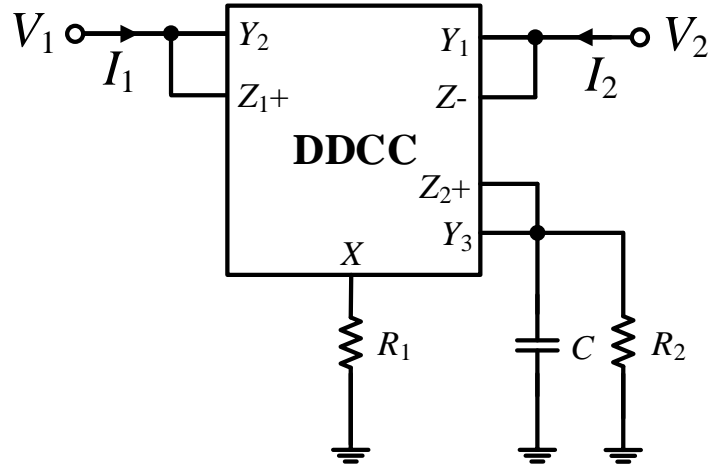 V₁
I₁
Y₂
Z₁+
Y₁
Z-
I₂
V₂
DDCC
Z₂+
Y₃
X
R₁
C
R₂